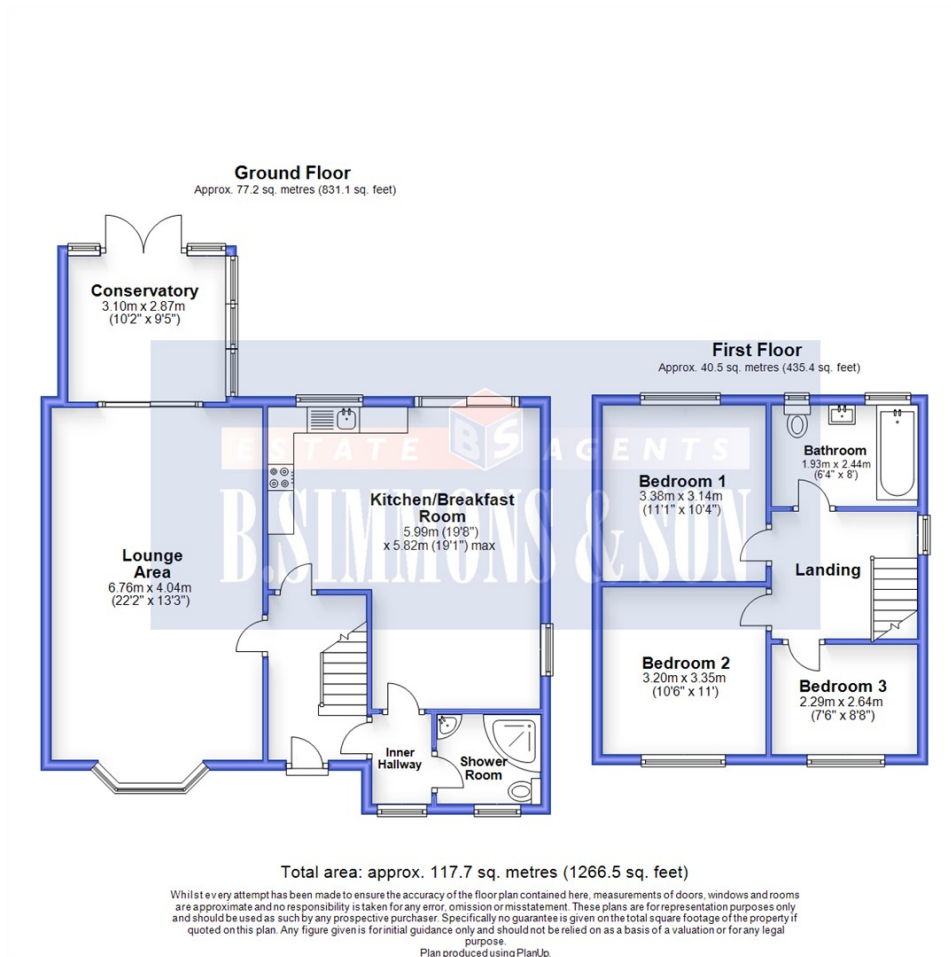 Ground Floor
Approx. 77.2 sq. metres (831.1 sq. feet)
Conservatory
3.10m x 2.87m
(10'2" x 9'5")
First Floor
Approx. 40.5 sq. metres (435.4 sq. feet)
ESTATE BS AGENTS
B.SIMMONS & SON
Kitchen/Breakfast
Room
5.99m (19'8")
x 5.82m (19'1") max
Lounge
Area
6.76m x 4.04m
(22'2" x 13'3")
Inner
Hallway
Shower
Room
Bedroom 1
3.38m x 3.14m
(11'1" x 10'4")
Bathroom
1.93m x 2.44m
(6'4" x 8')
Landing
Bedroom 2
3.20m x 3.35m
(10'6" x 11')
Bedroom 3
2.29m x 2.64m
(7'6" x 8'8")
Total area: approx. 117.7 sq. metres (1266.5 sq. feet)
Whilst every attempt has been made to ensure the accuracy of the floor plan contained here, measurements of doors, windows and rooms
are approximate and no responsibility is taken for any error, omission or misstatement. These plans are for representation purposes only
and should be used as such by any prospective purchaser. Specifically no guarantee is given on the total square footage of the property if
quoted on this plan. Any figure given is for initial guidance only and should not be relied on as a basis of a valuation or for any legal
purpose.
Plan produced using PlanUp.